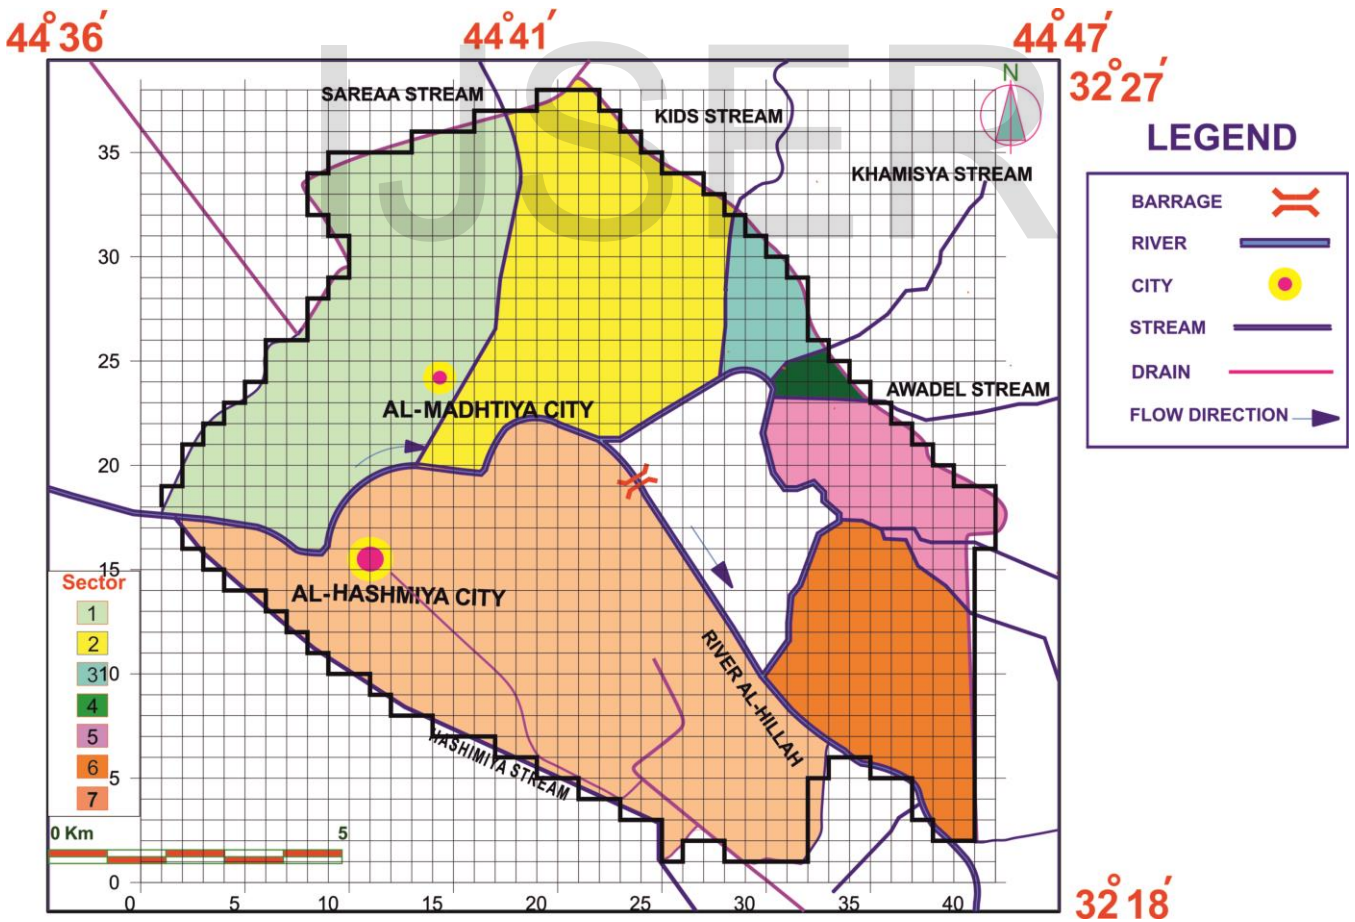 44°36′
44°41′
44°47′
32°27′
IJSER
N
SAREAA STREAM
KIDS STREAM
KHAMISYA STREAM
AWADEL STREAM
AL-MADHTIYA CITY
AL-HASHMIYA CITY
RIVER AL-HILLAH
HASHIMIYA STREAM
LEGEND
BARRAGE
RIVER
CITY
STREAM
DRAIN
FLOW DIRECTION
35
30
25
20
15
10
5
0
Sector
1
2
3
4
5
6
7
0 Km 5
0 5 10 15 20 25 30 35 40
32°18′